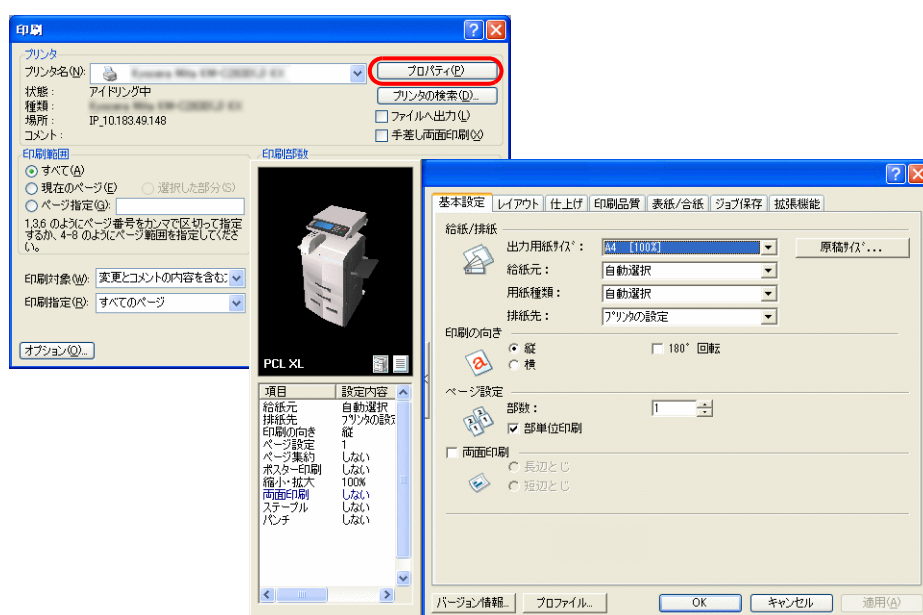 印刷
プリンタ
プリンタ名(N):
プロパティ(P)
状態: アイドリング中
プリンタの検索(D)...
種類:
場所: IP_10.183.49.148
ファイルへ出力(L)
コメント:
手差し両面印刷(X)
印刷範囲
すべて(A)
現在のページ(E) 選択した部分(S)
ページ指定(G):
1,3,6 のようにページ番号をカンマで区切って指定
するか、4-8 のようにページ範囲を指定してくださ
い。
印刷対象(W): 変更とコメントの内容を含む
印刷指定(R): すべてのページ
オプション(O)...
印刷部数
PCL XL
項目 設定内容
給紙元 自動選択
排紙先 プリンタの設定
印刷の向き 縦
ページ設定 1
ページ集約 しない
ポスター印刷 しない
縮小・拡大 100%
両面印刷 しない
ステープル しない
パンチ しない
基本設定 レイアウト 仕上げ 印刷品質 表紙/合紙 ジョブ保存 拡張機能
給紙/排紙
出力用紙サイズ: A4 [100%] 原稿サイズ...
給紙元: 自動選択
用紙種類: 自動選択
排紙先: プリンタの設定
印刷の向き
縦 180° 回転
横
ページ設定
部数: 1
部単位印刷
両面印刷
長辺とじ
短辺とじ
バージョン情報... プロファイル... OK キャンセル 適用(A)